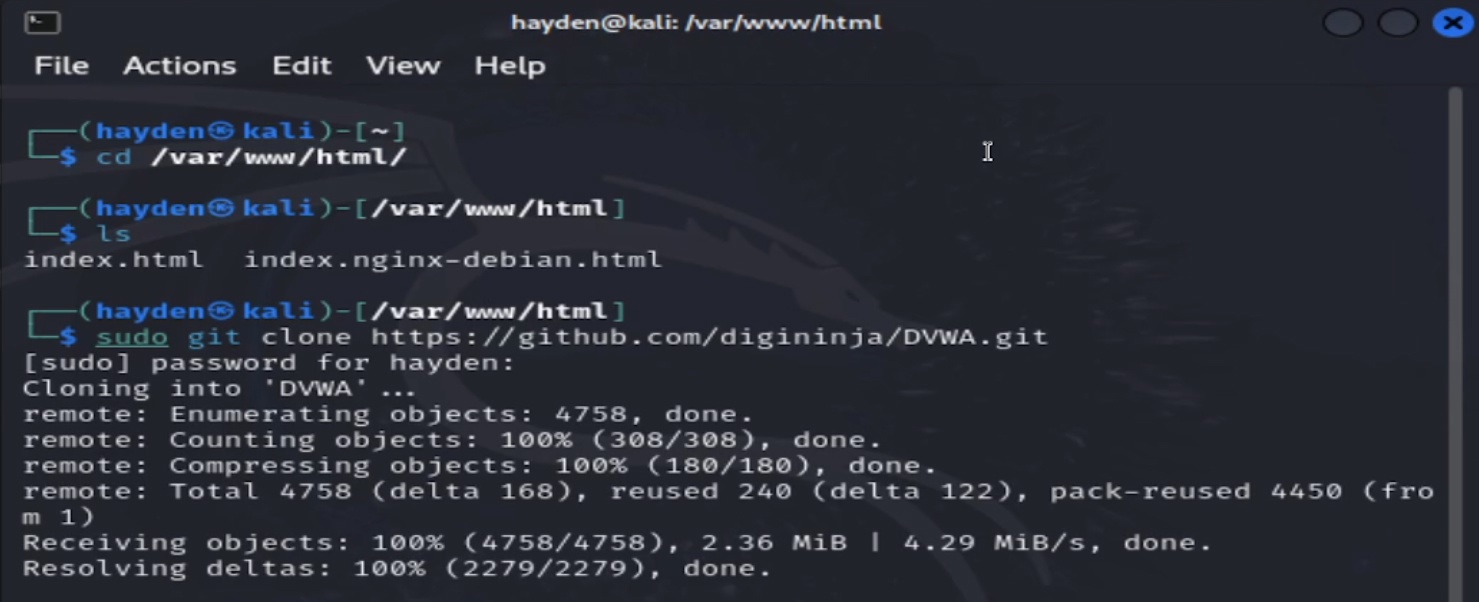 hayden@kali: /var/www/html
File Actions Edit View Help
┌──(hayden㉿kali)-[~]
└─$ cd /var/www/html/
┌──(hayden㉿kali)-[/var/www/html]
└─$ ls
index.html index.nginx-debian.html
┌──(hayden㉿kali)-[/var/www/html]
└─$ sudo git clone https://github.com/digininja/DVWA.git
[sudo] password for hayden:
Cloning into 'DVWA'...
remote: Enumerating objects: 4758, done.
remote: Counting objects: 100% (308/308), done.
remote: Compressing objects: 100% (180/180), done.
remote: Total 4758 (delta 168), reused 240 (delta 122), pack-reused 4450 (fro
m 1)
Receiving objects: 100% (4758/4758), 2.36 MiB | 4.29 MiB/s, done.
Resolving deltas: 100% (2279/2279), done.